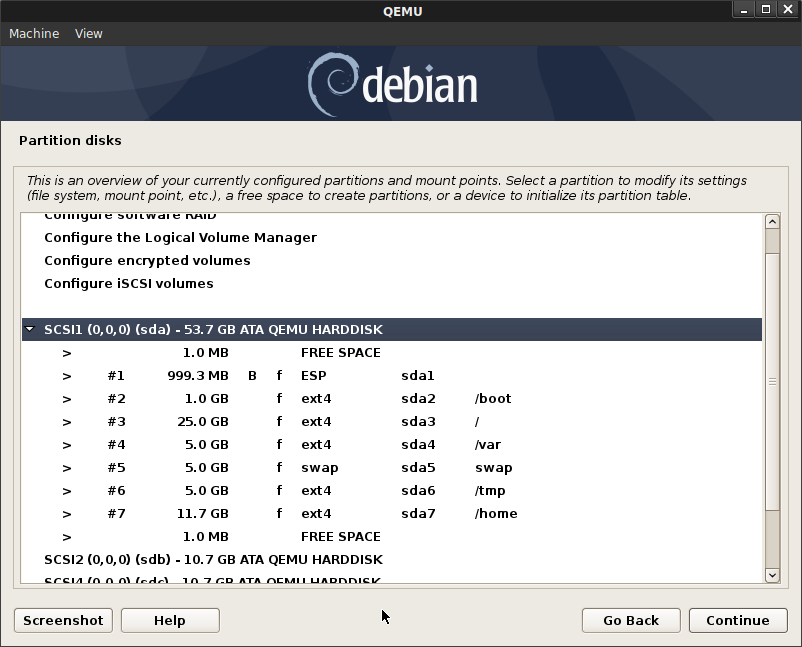 QEMU
Machine View
debian
Partition disks
This is an overview of your currently configured partitions and mount points. Select a partition to modify its settings
(file system, mount point, etc.), a free space to create partitions, or a device to initialize its partition table.
Configure software RAID
Configure the Logical Volume Manager
Configure encrypted volumes
Configure iSCSI volumes
SCSI1 (0,0,0) (sda) - 53.7 GB ATA QEMU HARDDISK
> 1.0 MB FREE SPACE
> #1 999.3 MB B f ESP sda1
> #2 1.0 GB f ext4 sda2 /boot
> #3 25.0 GB f ext4 sda3 /
> #4 5.0 GB f ext4 sda4 /var
> #5 5.0 GB f swap sda5 swap
> #6 5.0 GB f ext4 sda6 /tmp
> #7 11.7 GB f ext4 sda7 /home
> 1.0 MB FREE SPACE
SCSI2 (0,0,0) (sdb) - 10.7 GB ATA QEMU HARDDISK
SCSI4 (0,0,0) (sdc) - 10.7 GB ATA QEMU HARDDISK
Screenshot Help Go Back Continue